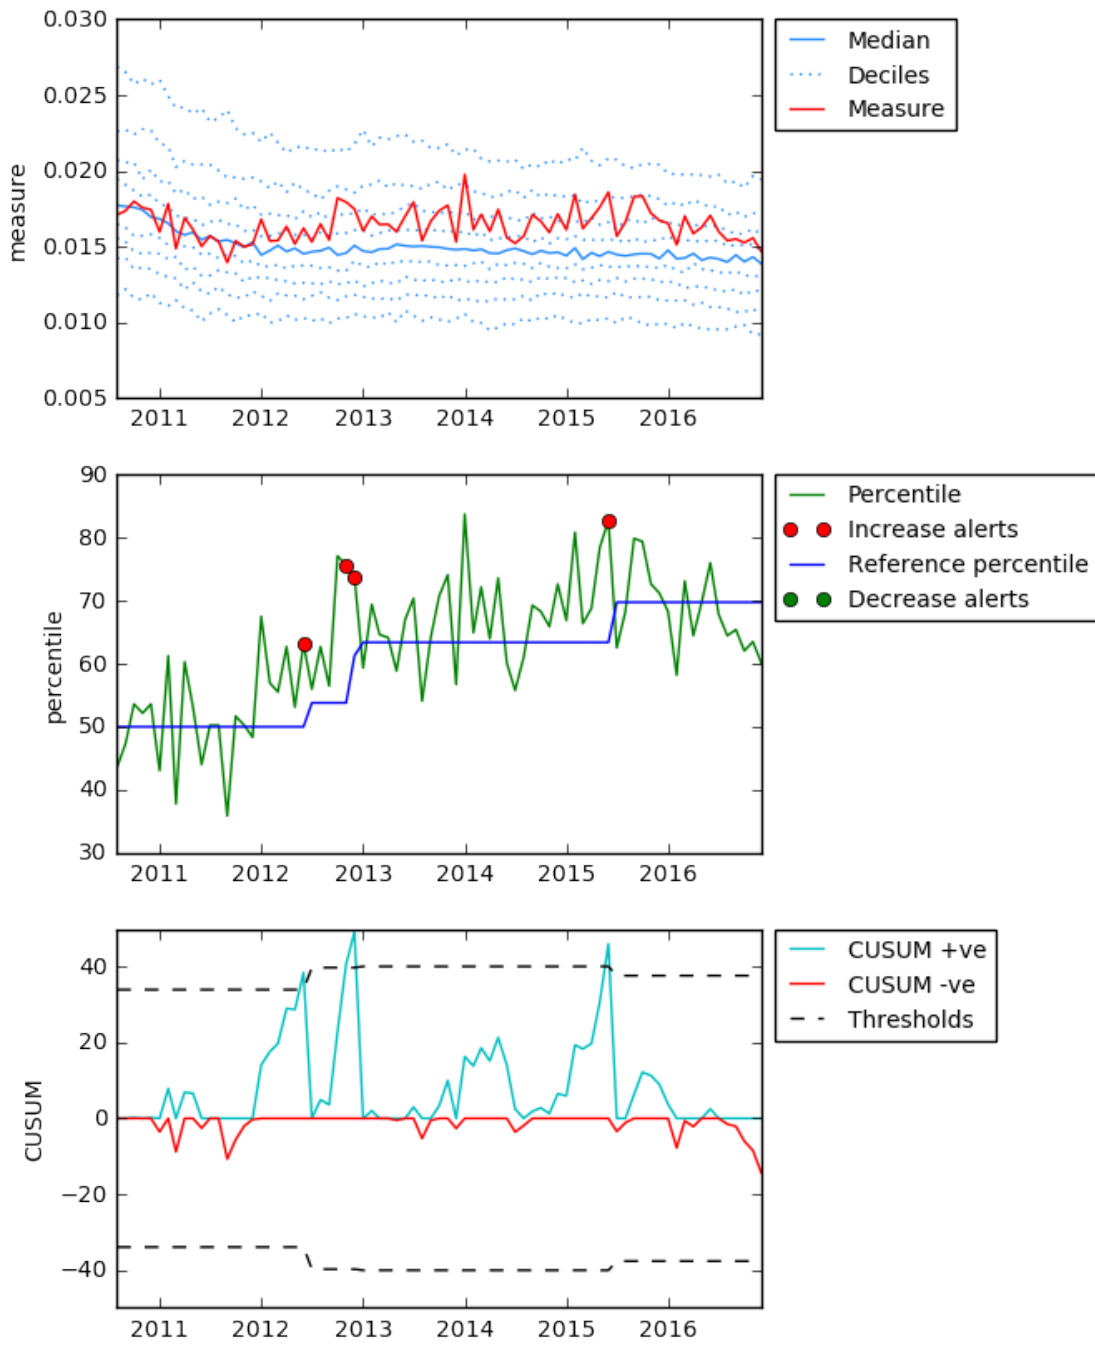 0.030
0.025
0.020
0.015
0.010
0.005
measure
2011 2012 2013 2014 2015 2016
Median
Deciles
Measure
90
80
70
60
50
40
30
percentile
2011 2012 2013 2014 2015 2016
Percentile
Increase alerts
Reference percentile
Decrease alerts
40
20
0
−20
−40
CUSUM
2011 2012 2013 2014 2015 2016
CUSUM +ve
CUSUM -ve
Thresholds